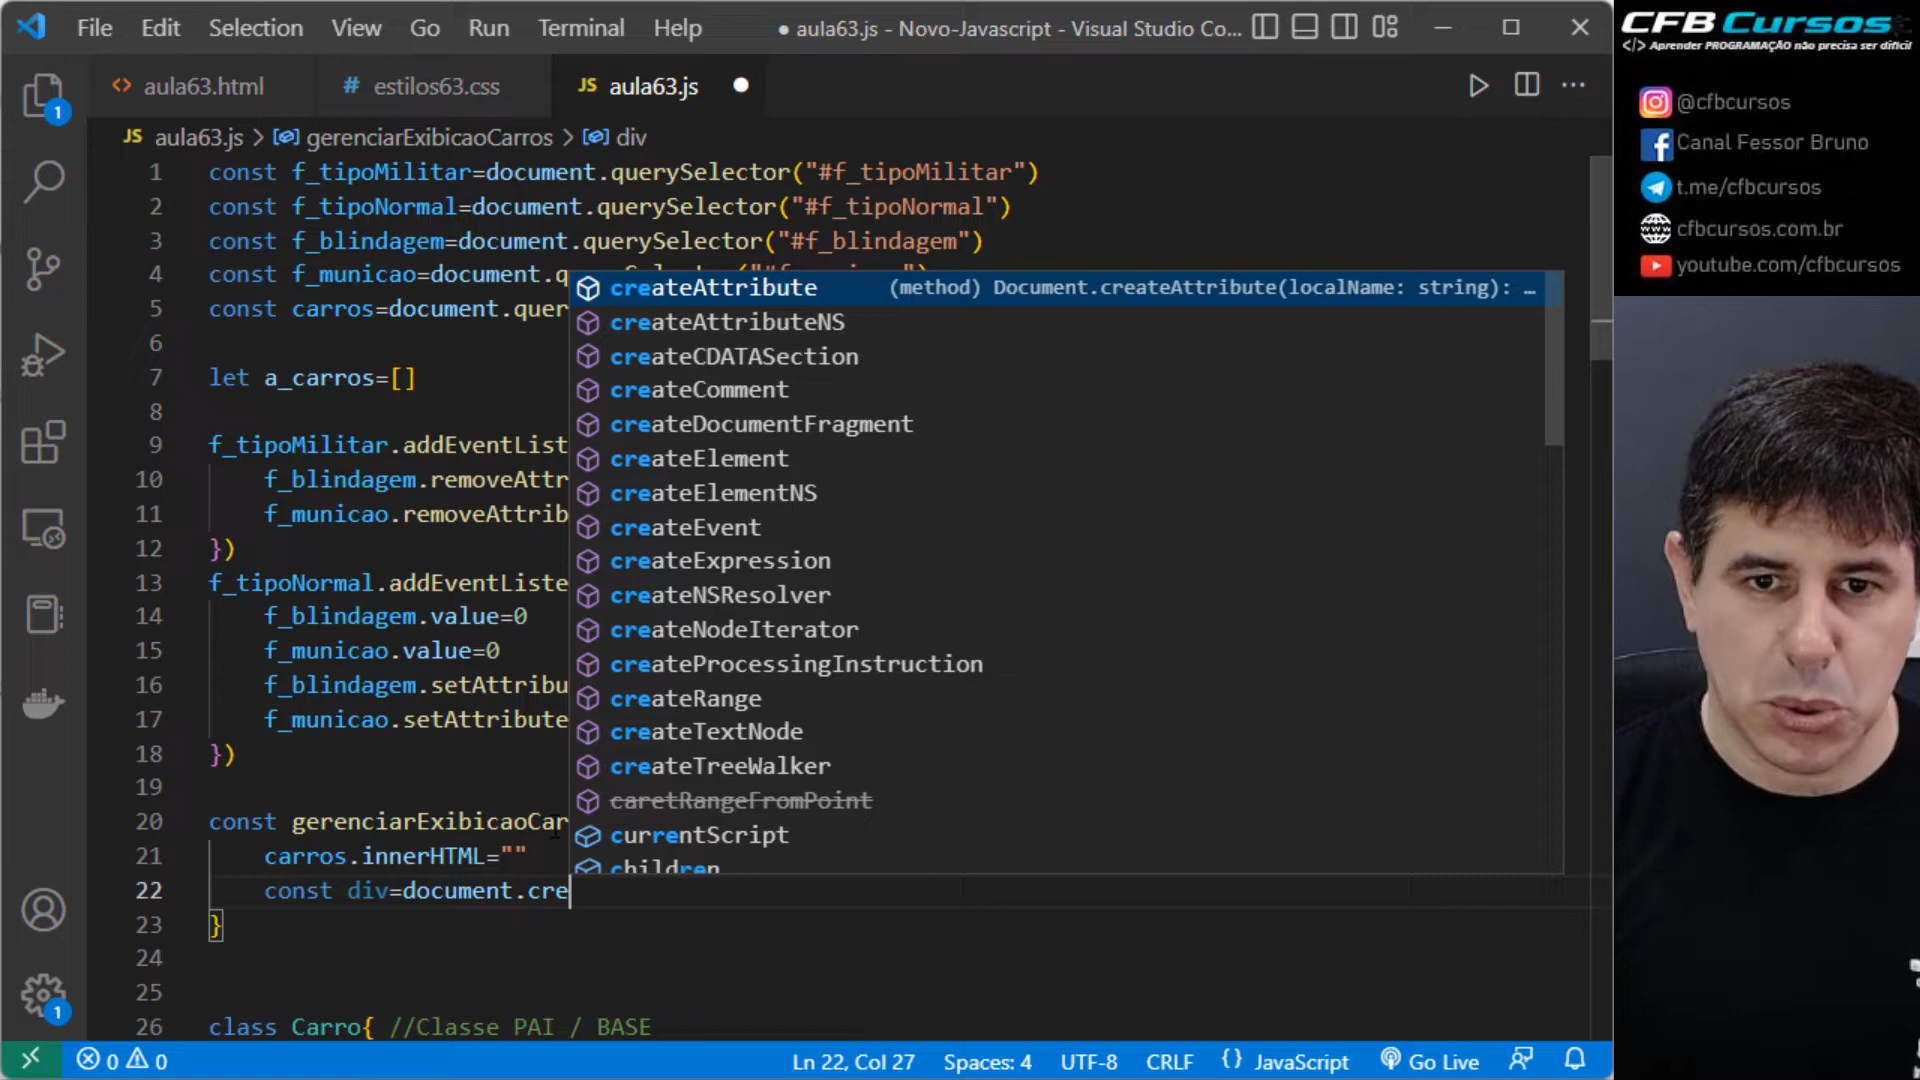 File Edit Selection View Go Run Terminal Help ● aula63.js - Novo-Javascript - Visual Studio Co...
<> aula63.html # estilos63.css JS aula63.js ●
JS aula63.js > gerenciarExibicaoCarros > div
1 const f_tipoMilitar=document.querySelector("#f_tipoMilitar")
2 const f_tipoNormal=document.querySelector("#f_tipoNormal")
3 const f_blindagem=document.querySelector("#f_blindagem")
4 const f_municao=document.q
5 const carros=document.quer
6
7 let a_carros=[]
8
9 f_tipoMilitar.addEventList
10 f_blindagem.removeAttr
11 f_municao.removeAttrib
12 })
13 f_tipoNormal.addEventListe
14 f_blindagem.value=0
15 f_municao.value=0
16 f_blindagem.setAttribu
17 f_municao.setAttribute
18 })
19
20 const gerenciarExibicaoCar
21 carros.innerHTML=""
22 const div=document.cre
23 }
24
25
26 class Carro{ //Classe PAI / BASE
createAttribute (method) Document.createAttribute(localName: string): …
createAttributeNS
createCDATASection
createComment
createDocumentFragment
createElement
createElementNS
createEvent
createExpression
createNSResolver
createNodeIterator
createProcessingInstruction
createRange
createTextNode
createTreeWalker
caretRangeFromPoint
currentScript
children
1
1
0 0 Ln 22, Col 27 Spaces: 4 UTF-8 CRLF {} JavaScript Go Live
CFB Cursos
</> Aprender PROGRAMAÇÃO não precisa ser difícil
@cfbcursos
Canal Fessor Bruno
t.me/cfbcursos
cfbcursos.com.br
youtube.com/cfbcursos